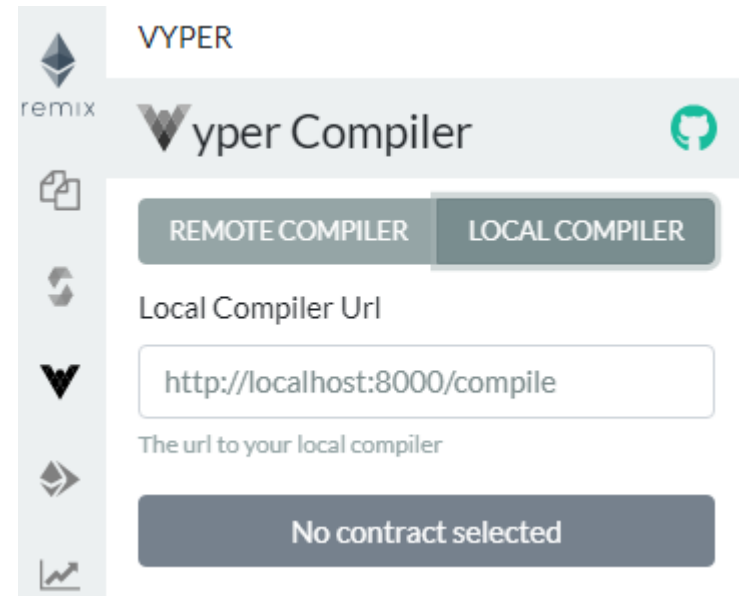 remix
VYPER
Vyper Compiler
REMOTE COMPILER LOCAL COMPILER
Local Compiler Url
http://localhost:8000/compile
The url to your local compiler
No contract selected